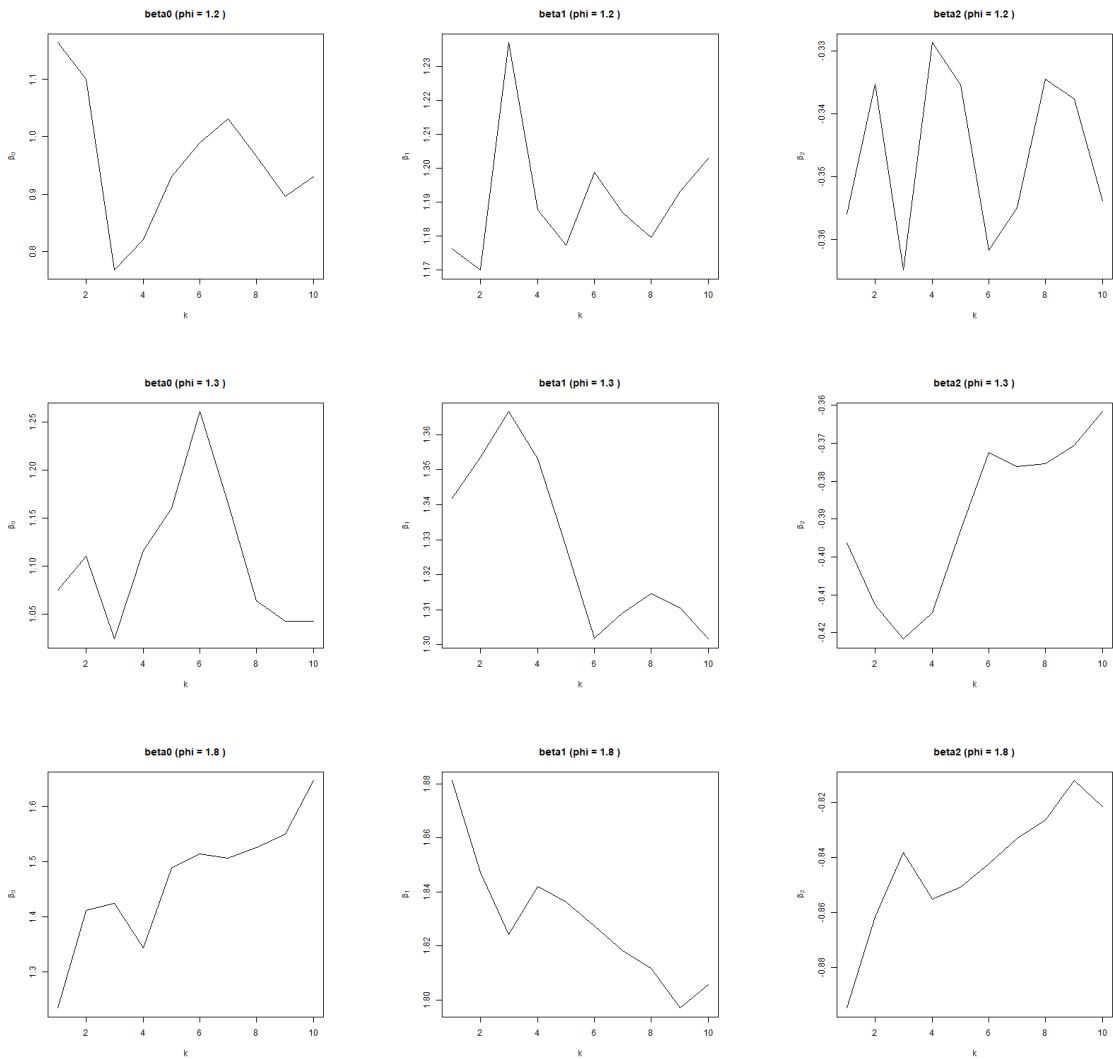 beta0 (phi = 1.2 )
β0
1.1
1.0
0.9
0.8
2 4 6 8 10
k
beta1 (phi = 1.2 )
β1
1.23
1.22
1.21
1.20
1.19
1.18
1.17
2 4 6 8 10
k
beta2 (phi = 1.2 )
β2
-0.33
-0.34
-0.35
-0.36
2 4 6 8 10
k
beta0 (phi = 1.3 )
β0
1.25
1.20
1.15
1.10
1.05
2 4 6 8 10
k
beta1 (phi = 1.3 )
β1
1.36
1.35
1.34
1.33
1.32
1.31
1.30
2 4 6 8 10
k
beta2 (phi = 1.3 )
β2
-0.36
-0.37
-0.38
-0.39
-0.40
-0.41
-0.42
2 4 6 8 10
k
beta0 (phi = 1.8 )
β0
1.6
1.5
1.4
1.3
2 4 6 8 10
k
beta1 (phi = 1.8 )
β1
1.88
1.86
1.84
1.82
1.80
2 4 6 8 10
k
beta2 (phi = 1.8 )
β2
-0.82
-0.84
-0.86
-0.88
2 4 6 8 10
k